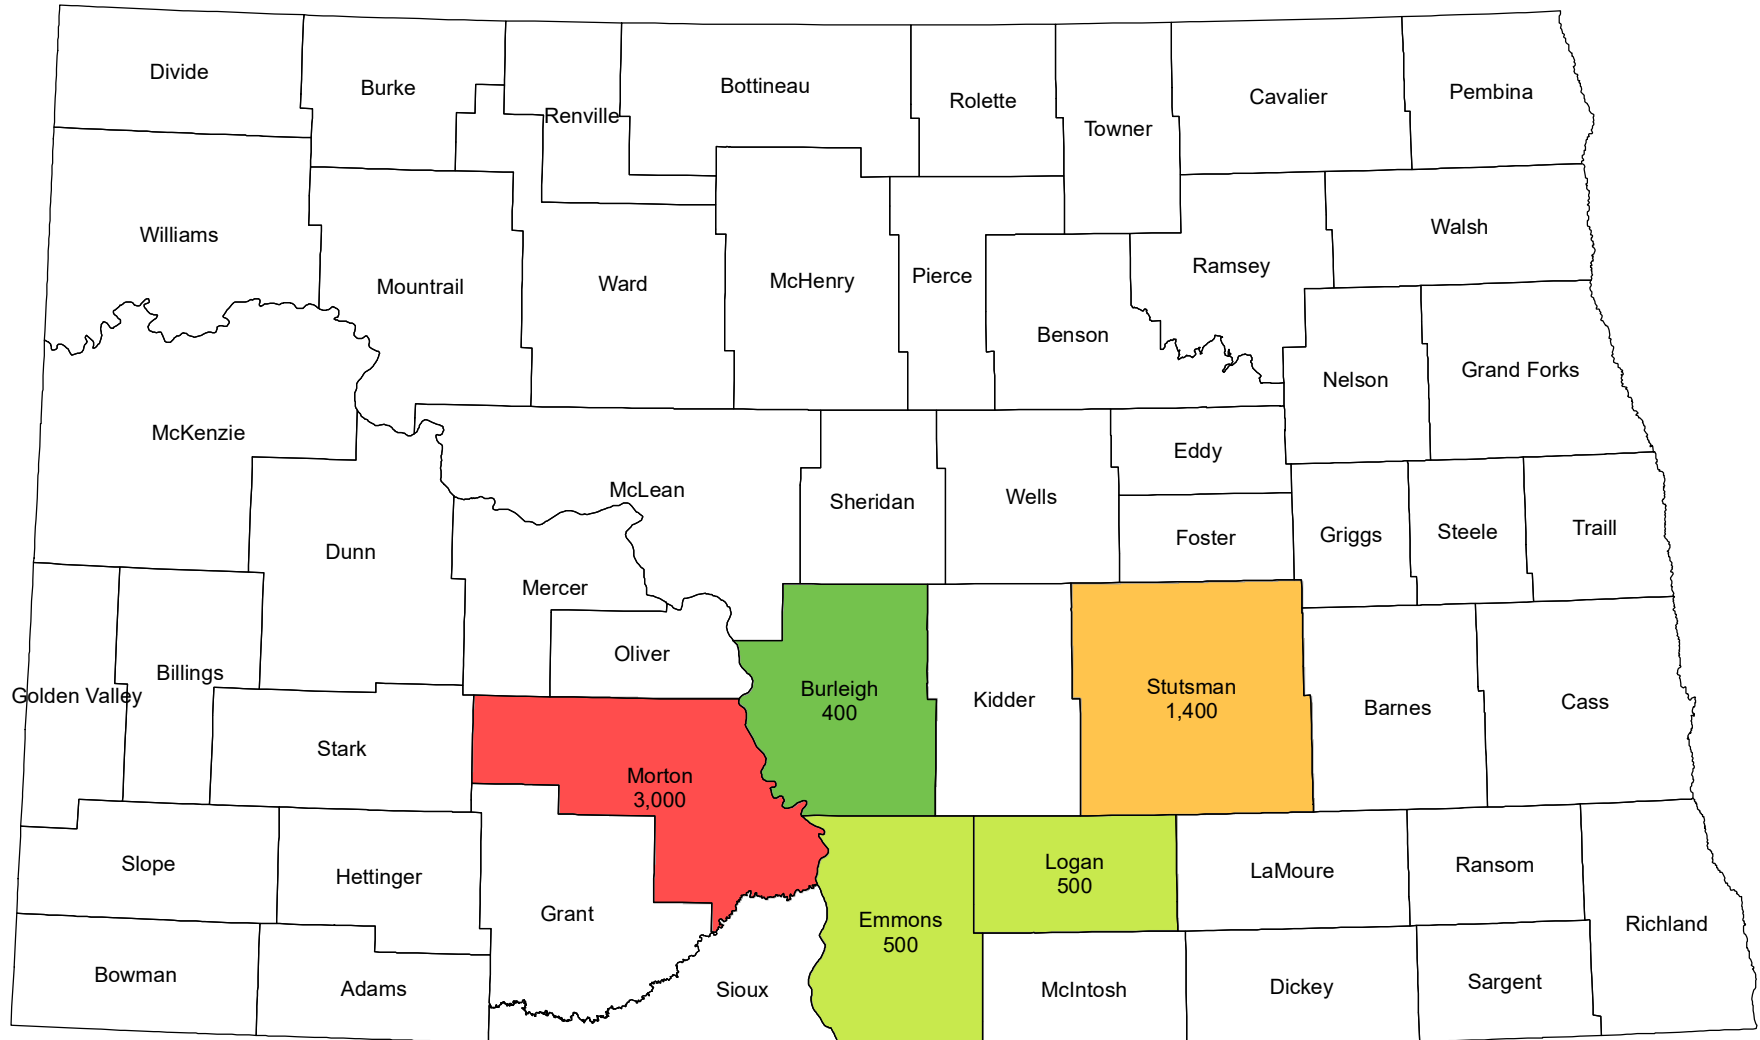 Divide
Burke
Renville
Bottineau
Rolette
Towner
Cavalier
Pembina
Williams
Mountrail
Ward
McHenry
Pierce
Benson
Ramsey
Walsh
McKenzie
Nelson
Grand Forks
Dunn
McLean
Mercer
Sheridan
Wells
Eddy
Foster
Griggs
Steele
Traill
Golden Valley
Billings
Stark
Oliver
Burleigh
400
Kidder
Stutsman
1,400
Barnes
Cass
Morton
3,000
Slope
Hettinger
Grant
Emmons
500
Logan
500
LaMoure
Ransom
Richland
Bowman
Adams
Sioux
McIntosh
Dickey
Sargent